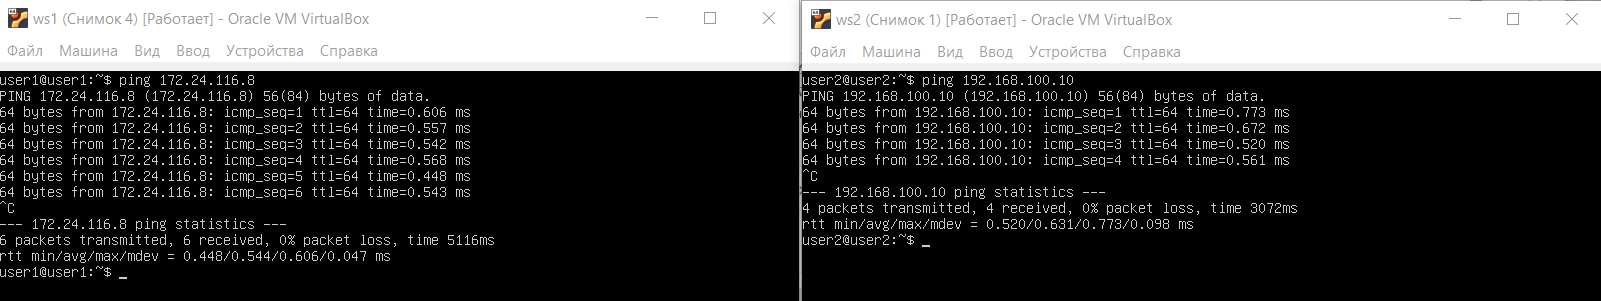 ws1 (Снимок 4) [Работает] - Oracle VM VirtualBox
Файл Машина Вид Ввод Устройства Справка
user1@user1:~$ ping 172.24.116.8
PING 172.24.116.8 (172.24.116.8) 56(84) bytes of data.
64 bytes from 172.24.116.8: icmp_seq=1 ttl=64 time=0.606 ms
64 bytes from 172.24.116.8: icmp_seq=2 ttl=64 time=0.557 ms
64 bytes from 172.24.116.8: icmp_seq=3 ttl=64 time=0.542 ms
64 bytes from 172.24.116.8: icmp_seq=4 ttl=64 time=0.568 ms
64 bytes from 172.24.116.8: icmp_seq=5 ttl=64 time=0.448 ms
64 bytes from 172.24.116.8: icmp_seq=6 ttl=64 time=0.543 ms
^C
--- 172.24.116.8 ping statistics ---
6 packets transmitted, 6 received, 0% packet loss, time 5116ms
rtt min/avg/max/mdev = 0.448/0.544/0.606/0.047 ms
user1@user1:~$ _
ws2 (Снимок 1) [Работает] - Oracle VM VirtualBox
Файл Машина Вид Ввод Устройства Справка
user2@user2:~$ ping 192.168.100.10
PING 192.168.100.10 (192.168.100.10) 56(84) bytes of data.
64 bytes from 192.168.100.10: icmp_seq=1 ttl=64 time=0.773 ms
64 bytes from 192.168.100.10: icmp_seq=2 ttl=64 time=0.672 ms
64 bytes from 192.168.100.10: icmp_seq=3 ttl=64 time=0.520 ms
64 bytes from 192.168.100.10: icmp_seq=4 ttl=64 time=0.561 ms
^C
--- 192.168.100.10 ping statistics ---
4 packets transmitted, 4 received, 0% packet loss, time 3072ms
rtt min/avg/max/mdev = 0.520/0.631/0.773/0.098 ms
user2@user2:~$ _